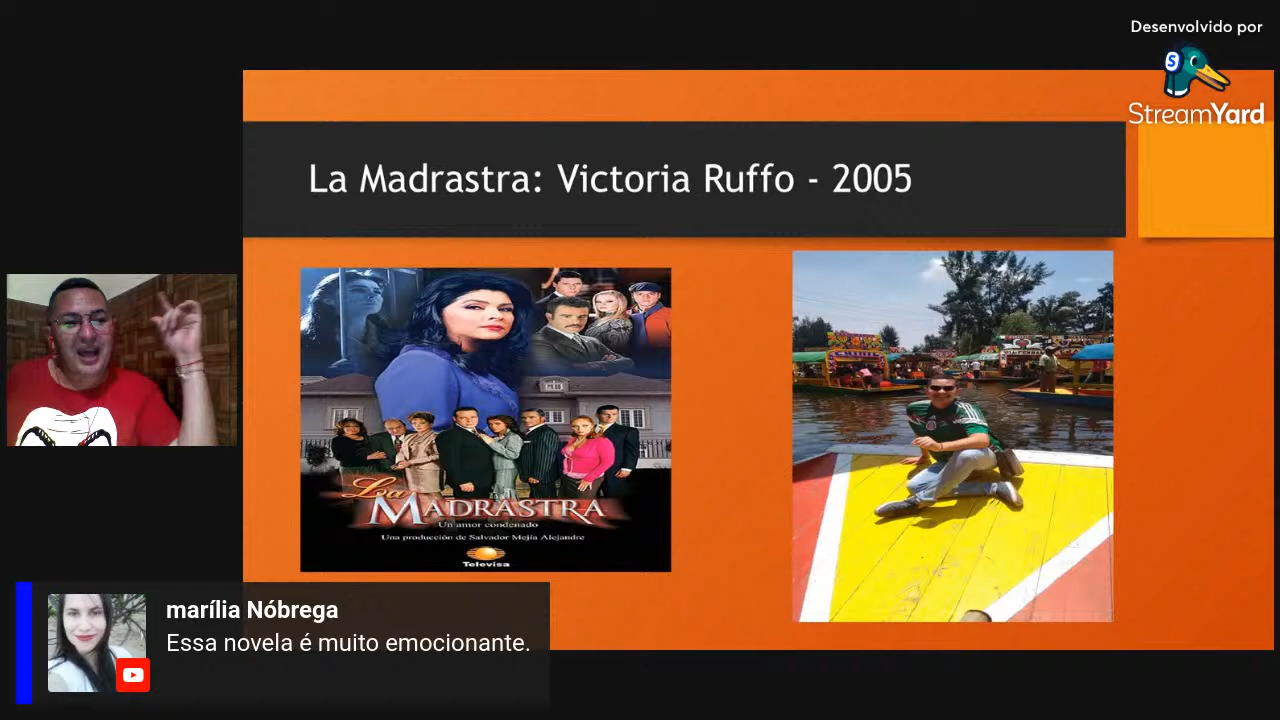 Desenvolvido por
S
StreamYard
La Madrastra: Victoria Ruffo - 2005
La
MADRASTRA
Un amor condenado
Una producción de Salvador Mejía Alejandre
Televisa
marília Nóbrega
Essa novela é muito emocionante.